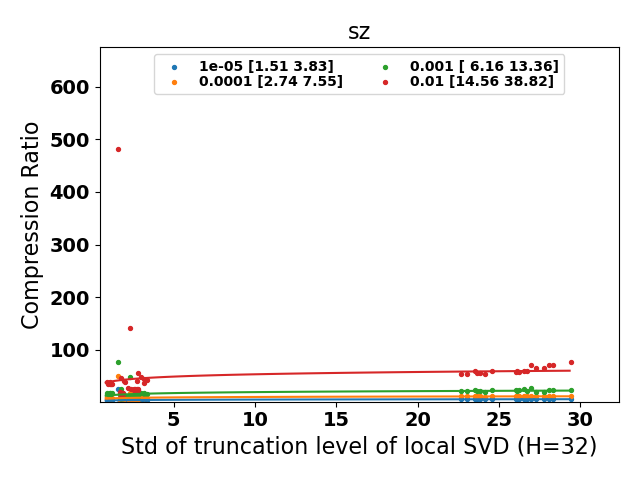 sz
1e-05 [1.51 3.83]
0.0001 [2.74 7.55]
0.001 [ 6.16 13.36]
0.01 [14.56 38.82]
Compression Ratio
600
500
400
300
200
100
5 10 15 20 25 30
Std of truncation level of local SVD (H=32)